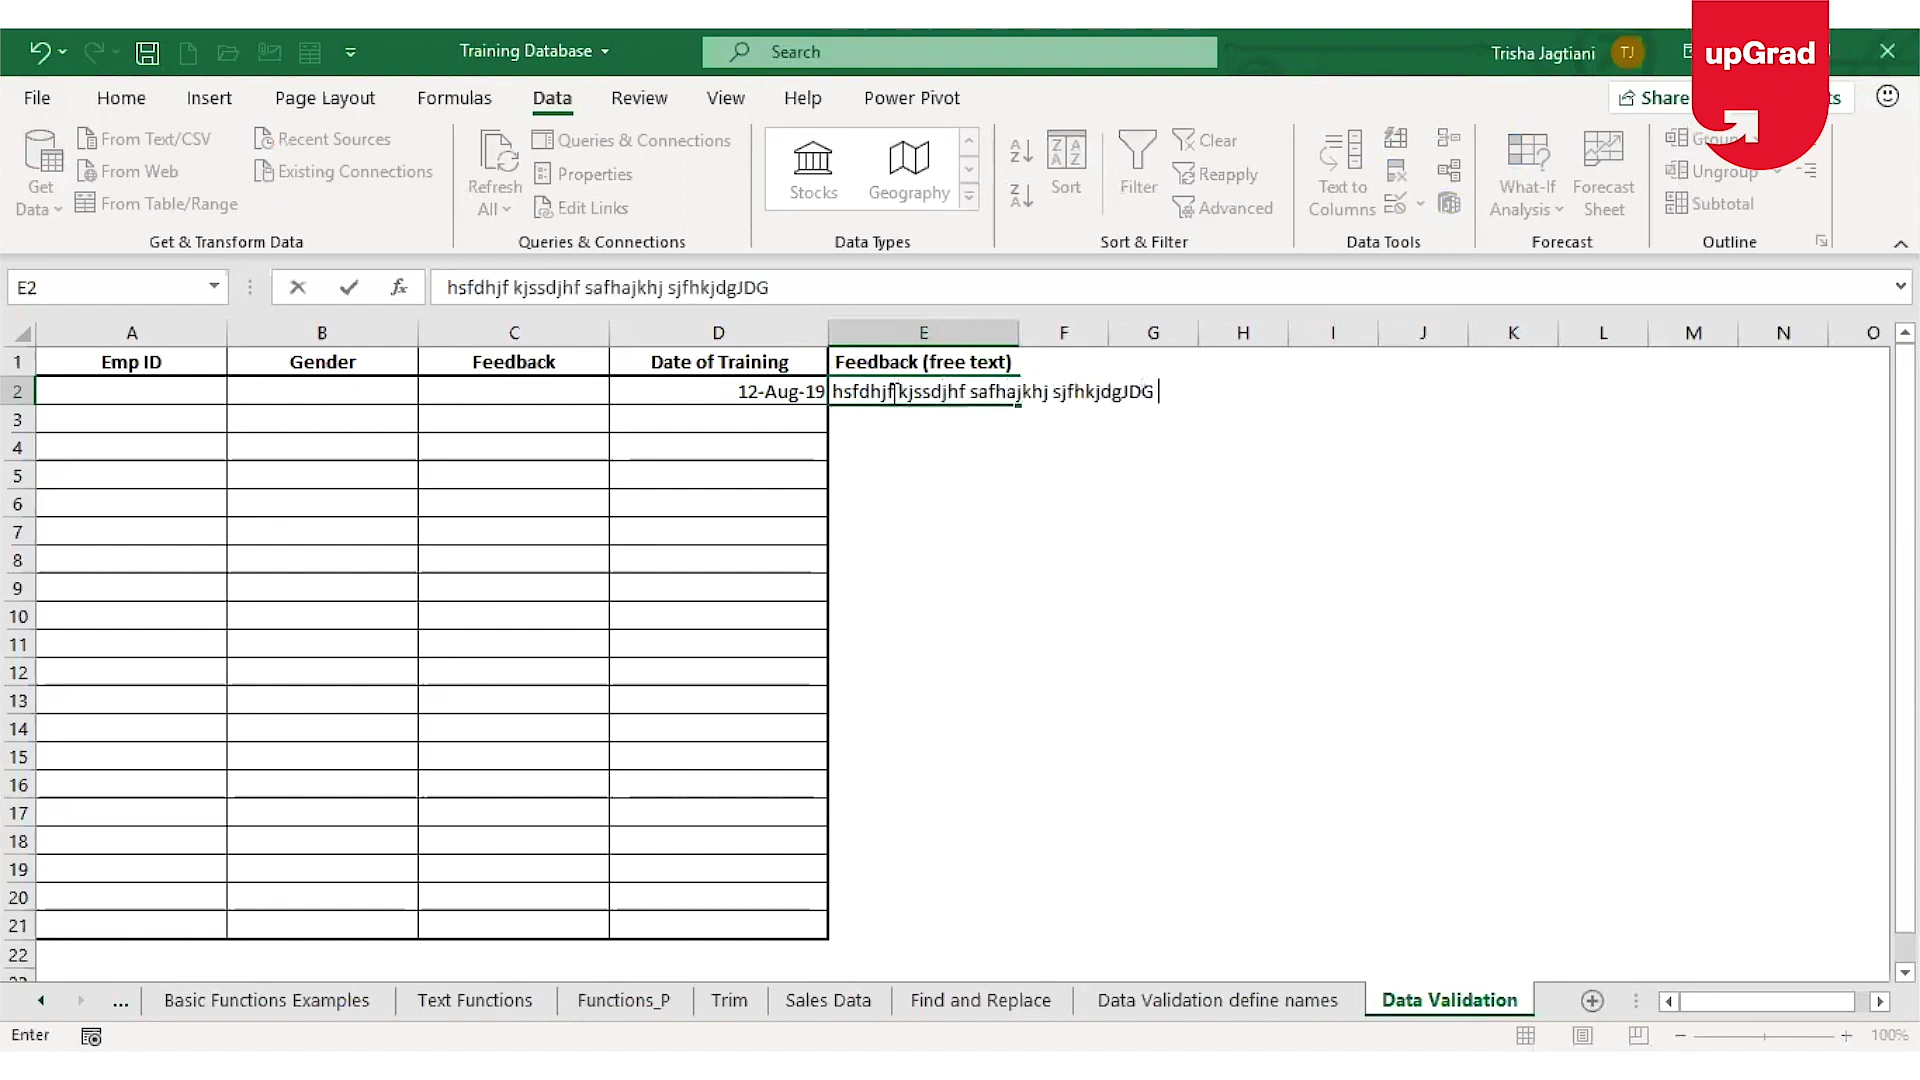 Training Database
Search
Trisha Jagtiani
TJ
upGrad
File Home Insert Page Layout Formulas Data Review View Help Power Pivot
Share
Get Data
From Text/CSV
From Web
From Table/Range
Recent Sources
Existing Connections
Get & Transform Data
Refresh All
Queries & Connections
Properties
Edit Links
Queries & Connections
Stocks
Geography
Data Types
Sort
Filter
Clear
Reapply
Advanced
Sort & Filter
Text to Columns
Data Tools
What-If Analysis
Forecast Sheet
Forecast
Ungroup
Subtotal
Outline
E2
fx
hsfdhjf kjssdjhf safhajkhj sjfhkjdgJDG
A B C D E F G H I J K L M N O
1 Emp ID Gender Feedback Date of Training Feedback (free text)
2 12-Aug-19 hsfdhjf kjssdjhf safhajkhj sjfhkjdgJDG
3
4
5
6
7
8
9
10
11
12
13
14
15
16
17
18
19
20
21
22
... Basic Functions Examples Text Functions Functions_P Trim Sales Data Find and Replace Data Validation define names Data Validation
Enter
100%